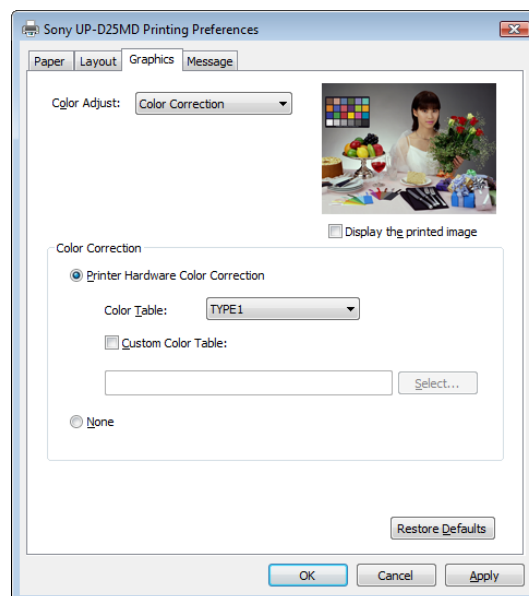 Sony UP-D25MD Printing Preferences
Paper Layout Graphics Message
Color Adjust: Color Correction
Display the printed image
Color Correction
Printer Hardware Color Correction
Color Table: TYPE1
Custom Color Table:
Select...
None
Restore Defaults
OK Cancel Apply